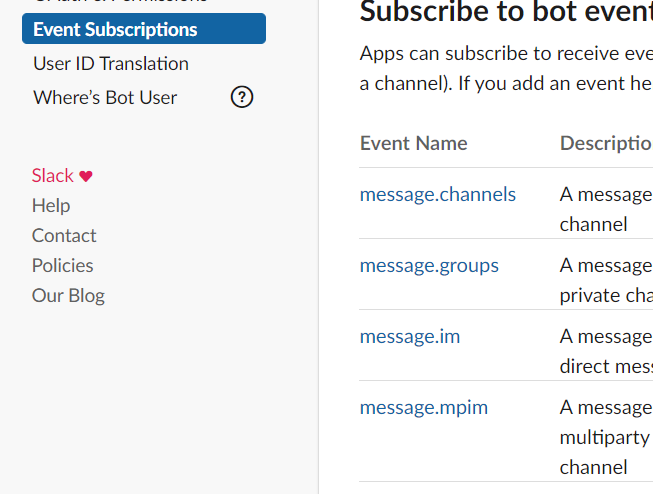 Event Subscriptions
User ID Translation
Where's Bot User
Slack
Help
Contact
Policies
Our Blog
Subscribe to bot event
Apps can subscribe to receive eve
a channel). If you add an event he
Event Name Descriptio
message.channels A message
channel
message.groups A message
private cha
message.im A message
direct mess
message.mpim A message
multiparty
channel